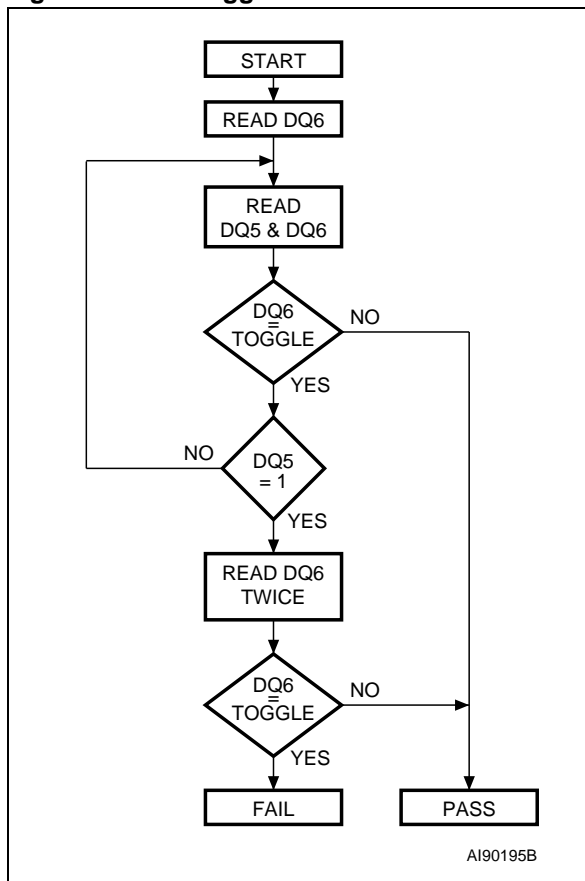 START
READ DQ6
READ
DQ5 & DQ6
DQ6
=
TOGGLE
NO
YES
NO
DQ5
= 1
YES
READ DQ6
TWICE
DQ6
=
TOGGLE
NO
YES
FAIL
PASS
AI90195B